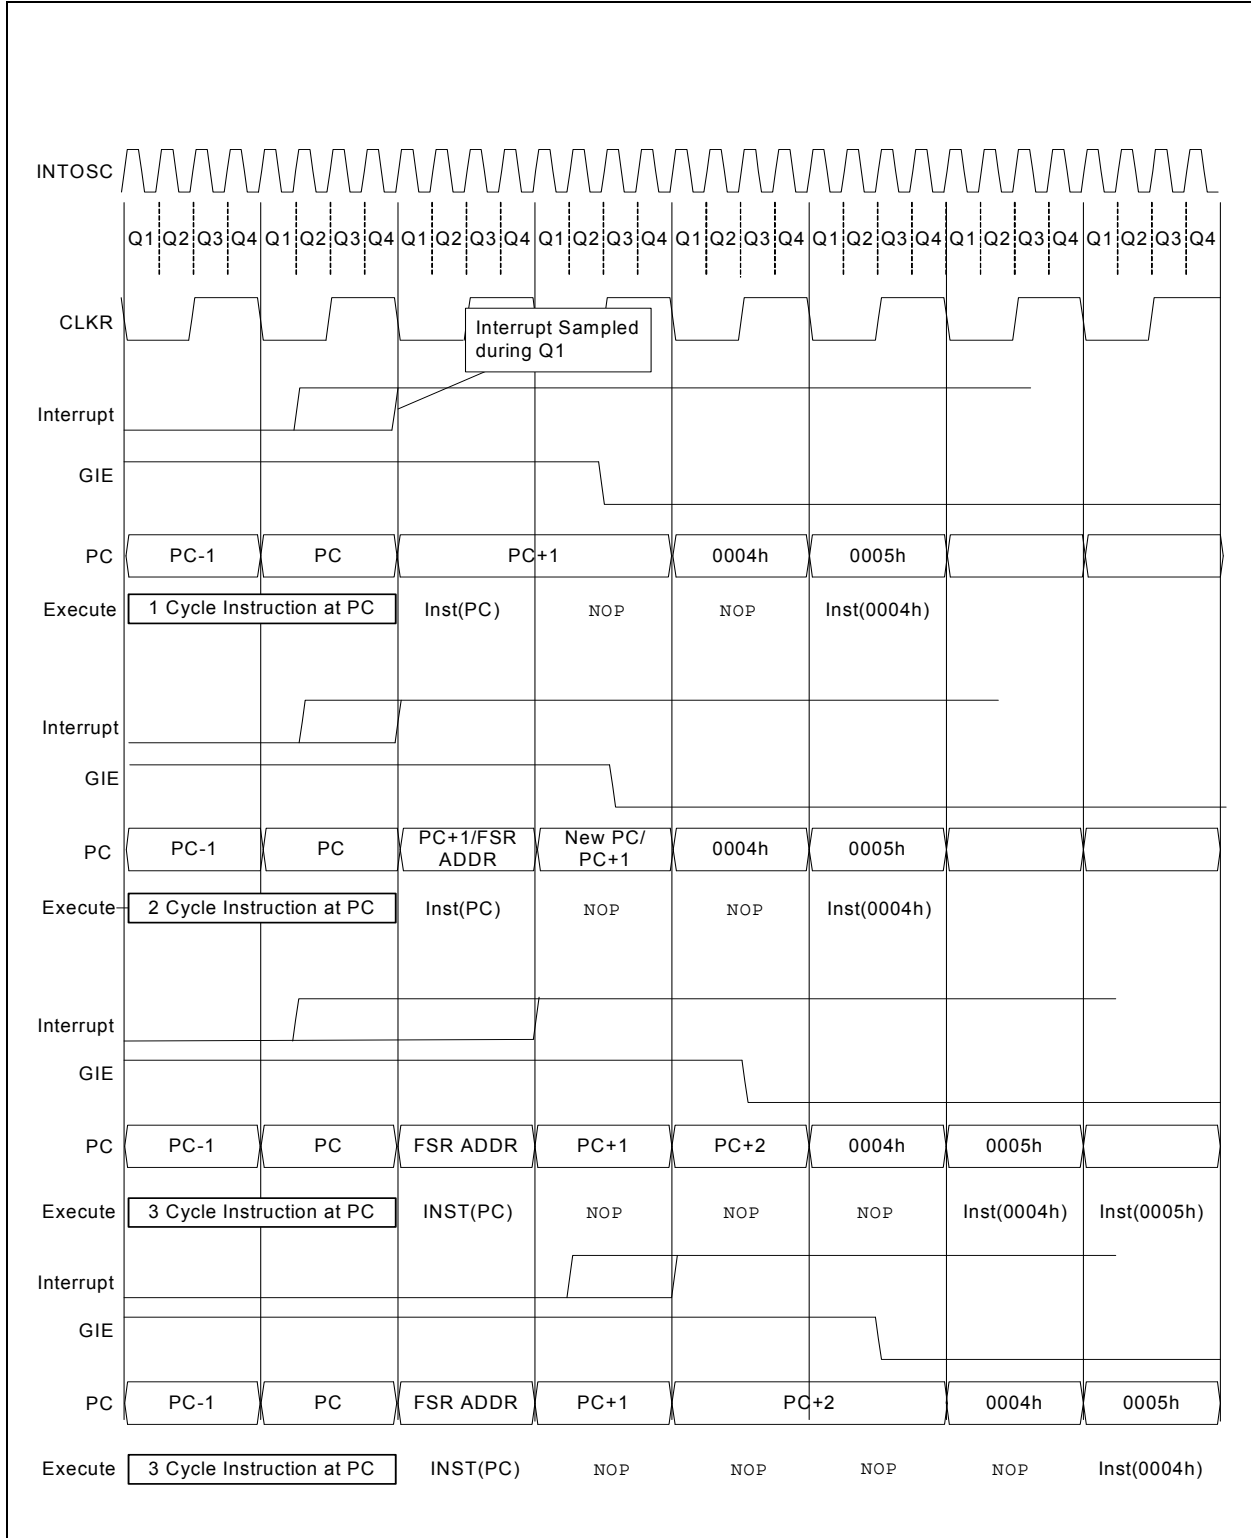 INTOSC
Q1 Q2 Q3 Q4 Q1 Q2 Q3 Q4 Q1 Q2 Q3 Q4 Q1 Q2 Q3 Q4 Q1 Q2 Q3 Q4 Q1 Q2 Q3 Q4 Q1 Q2 Q3 Q4 Q1 Q2 Q3 Q4
CLKR
Interrupt Sampled
during Q1
Interrupt
GIE
PC PC-1 PC PC+1 0004h 0005h
Execute 1 Cycle Instruction at PC Inst(PC) NOP NOP Inst(0004h)
Interrupt
GIE
PC PC-1 PC PC+1/FSR ADDR New PC/ PC+1 0004h 0005h
Execute 2 Cycle Instruction at PC Inst(PC) NOP NOP Inst(0004h)
Interrupt
GIE
PC PC-1 PC FSR ADDR PC+1 PC+2 0004h 0005h
Execute 3 Cycle Instruction at PC INST(PC) NOP NOP NOP Inst(0004h) Inst(0005h)
Interrupt
GIE
PC PC-1 PC FSR ADDR PC+1 PC+2 0004h 0005h
Execute 3 Cycle Instruction at PC INST(PC) NOP NOP NOP NOP Inst(0004h)